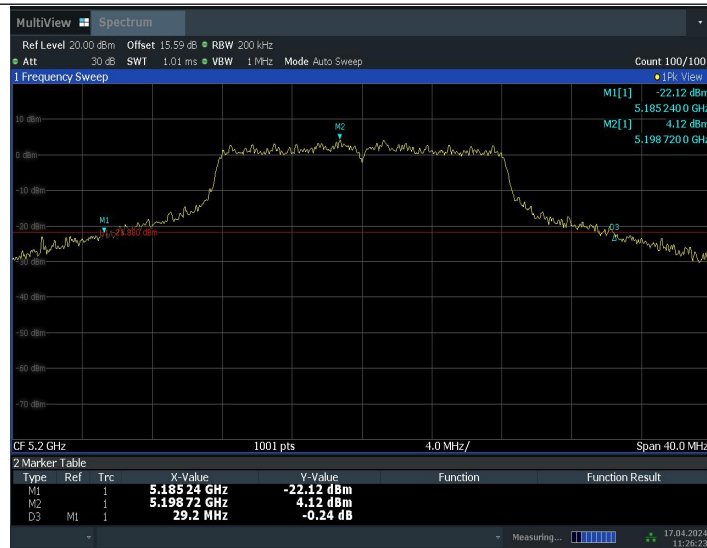 MultiView Spectrum
Ref Level 20.00 dBm Offset 15.59 dB RBW 200 kHz
Att 30 dB SWT 1.01 ms VBW 1 MHz Mode Auto Sweep Count 100/100
1 Frequency Sweep 1Pk View
M1[1] -22.12 dBm
5.185 240 0 GHz
M2[1] 4.12 dBm
5.198 720 0 GHz
10 dBm
M2
0 dBm
-10 dBm
-20 dBm
M1
D3
-30 dBm
-40 dBm
-50 dBm
-60 dBm
-70 dBm
CF 5.2 GHz 1001 pts 4.0 MHz/ Span 40.0 MHz
2 Marker Table
Type Ref Trc X-Value Y-Value Function Function Result
M1 1 5.185 24 GHz -22.12 dBm
M2 1 5.198 72 GHz 4.12 dBm
D3 M1 1 29.2 MHz -0.24 dB
Measuring... 17.04.2024
11:26:23